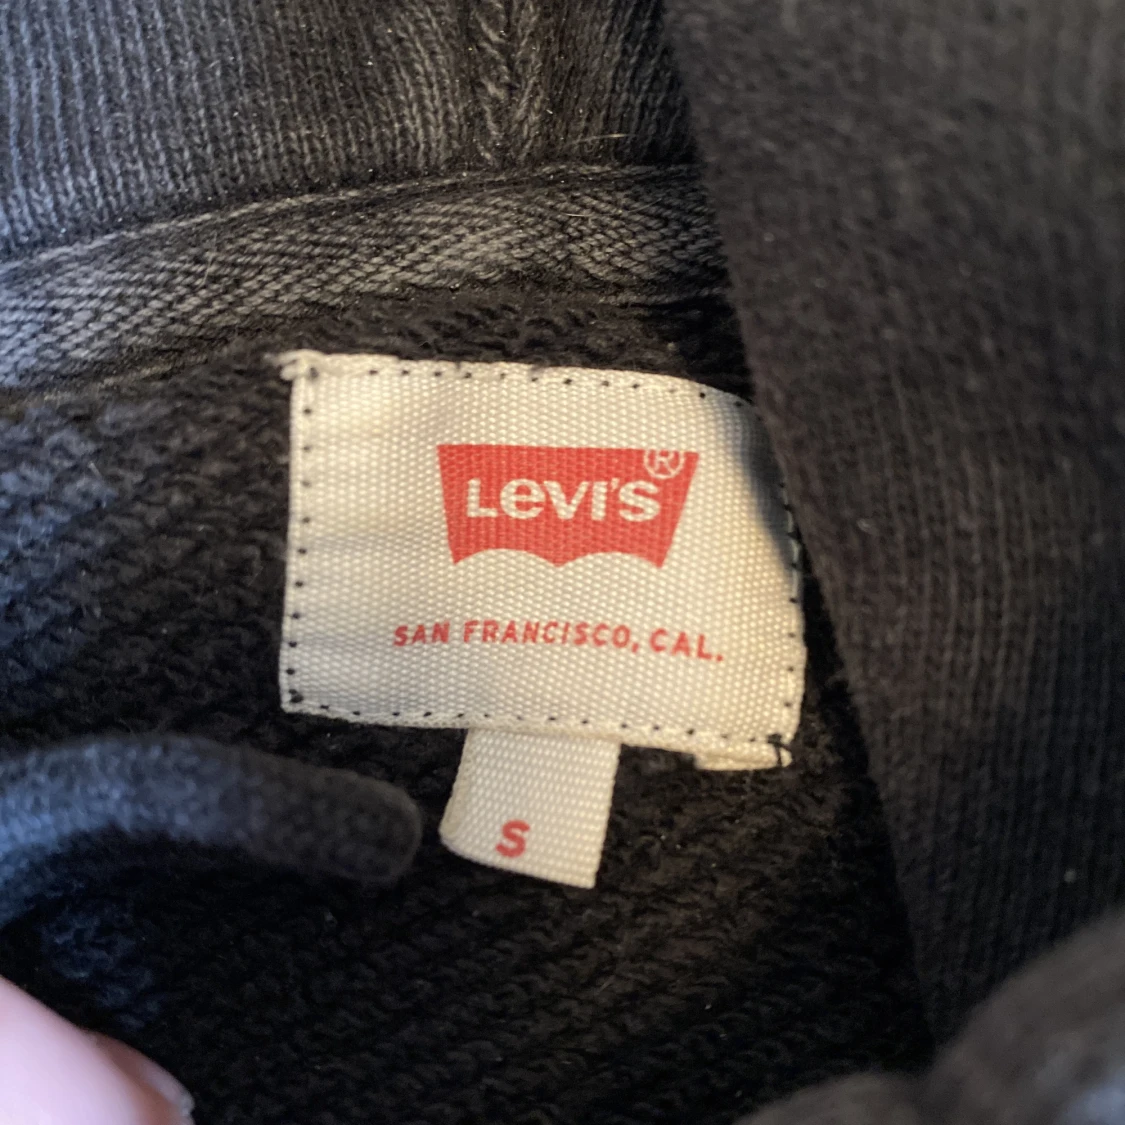 Levi's®
SAN FRANCISCO, CAL.
S